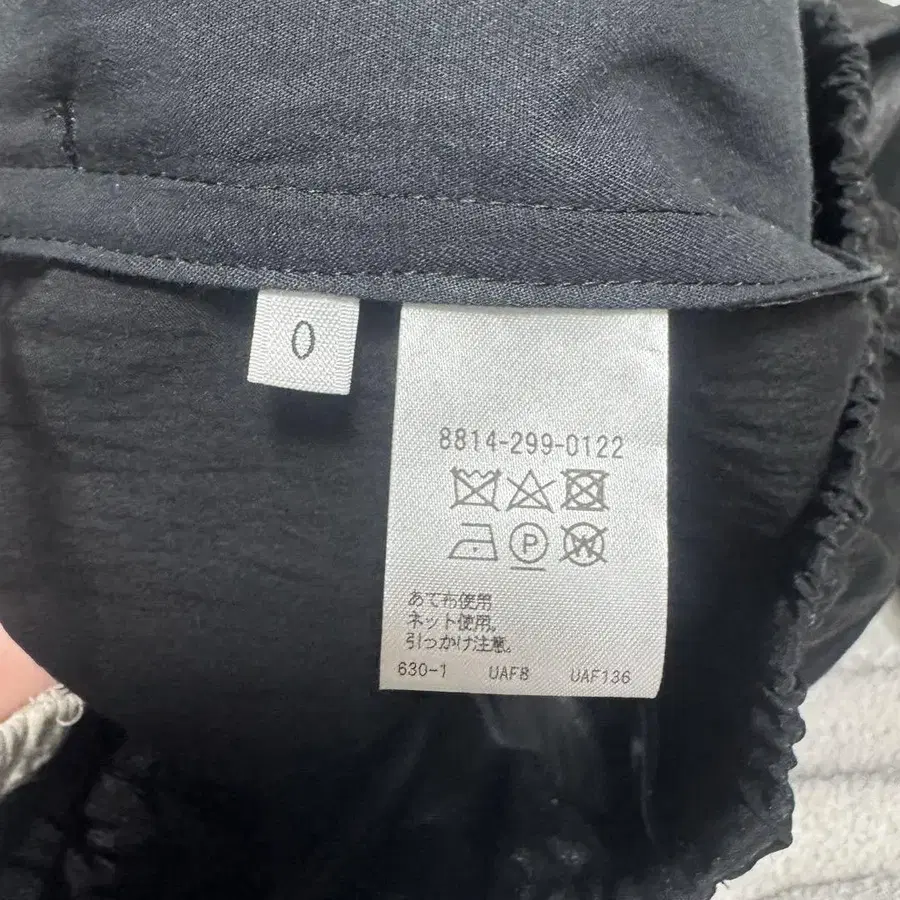 0
8814-299-0122
P
W
あて布使用
ネット使用。
引っかけ注意。
630-1 UAF8 UAF136